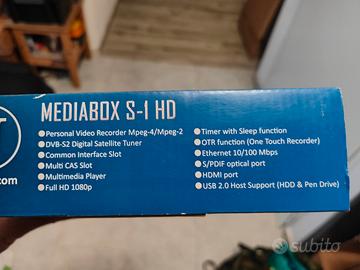 MEDIABOX S-1 HD
Personal Video Recorder Mpeg-4/Mpeg-2
DVB-S2 Digital Satellite Tuner
Common Interface Slot
Multi CAS Slot
Multimedia Player
Full HD 1080p
Timer with Sleep function
OTR function (One Touch Recorder)
Ethernet 10/100 Mbps
S/PDIF optical port
HDMI port
USB 2.0 Host Support (HDD & Pen Drive)
.com
subito